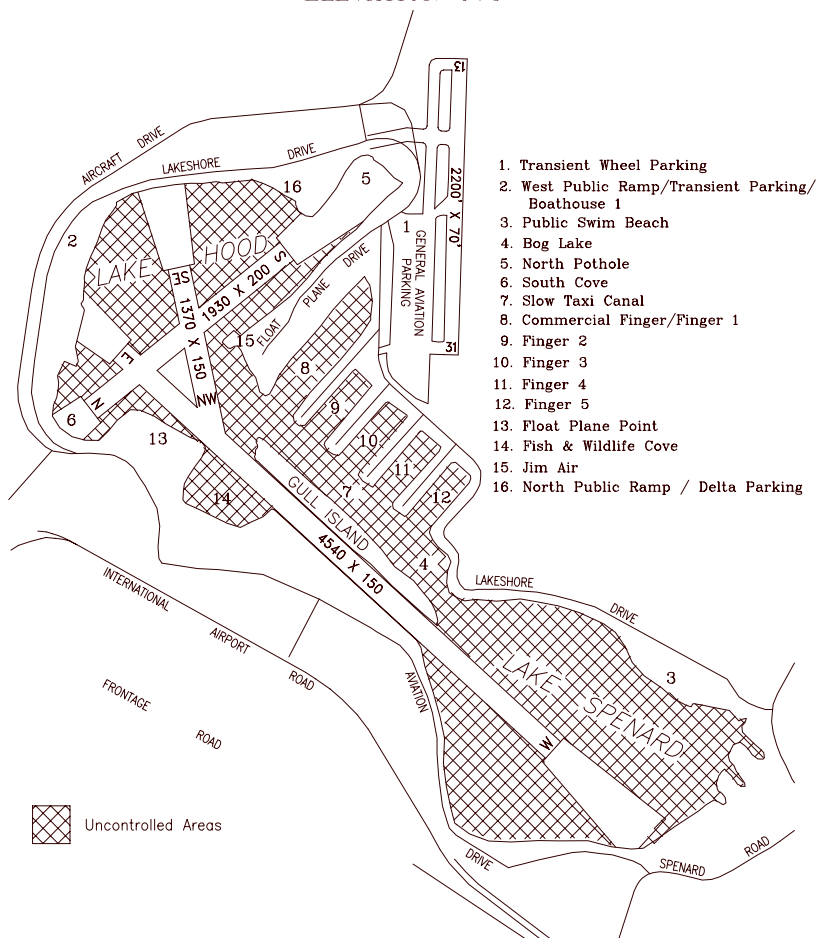 13
AIRCRAFT DRIVE
LAKESHORE DRIVE
16
5
2200' X 70'
1
GENERAL AVIATION
PARKING
2
LAKE HOOD
SE
S
1930 X 200
1370 X 150
FLOAT PLANE DRIVE
15
31
E
8
N
NW
9
6
13
10
11
14
7
12
GULL ISLAND
4540 X 150
4
LAKESHORE DRIVE
INTERNATIONAL AIRPORT ROAD
3
LAKE SPENARD
AVIATION DRIVE
FRONTAGE ROAD
W
SPENARD ROAD
1. Transient Wheel Parking
2. West Public Ramp/Transient Parking/
Boathouse 1
3. Public Swim Beach
4. Bog Lake
5. North Pothole
6. South Cove
7. Slow Taxi Canal
8. Commercial Finger/Finger 1
9. Finger 2
10. Finger 3
11. Finger 4
12. Finger 5
13. Float Plane Point
14. Fish & Wildlife Cove
15. Jim Air
16. North Public Ramp / Delta Parking
Uncontrolled Areas